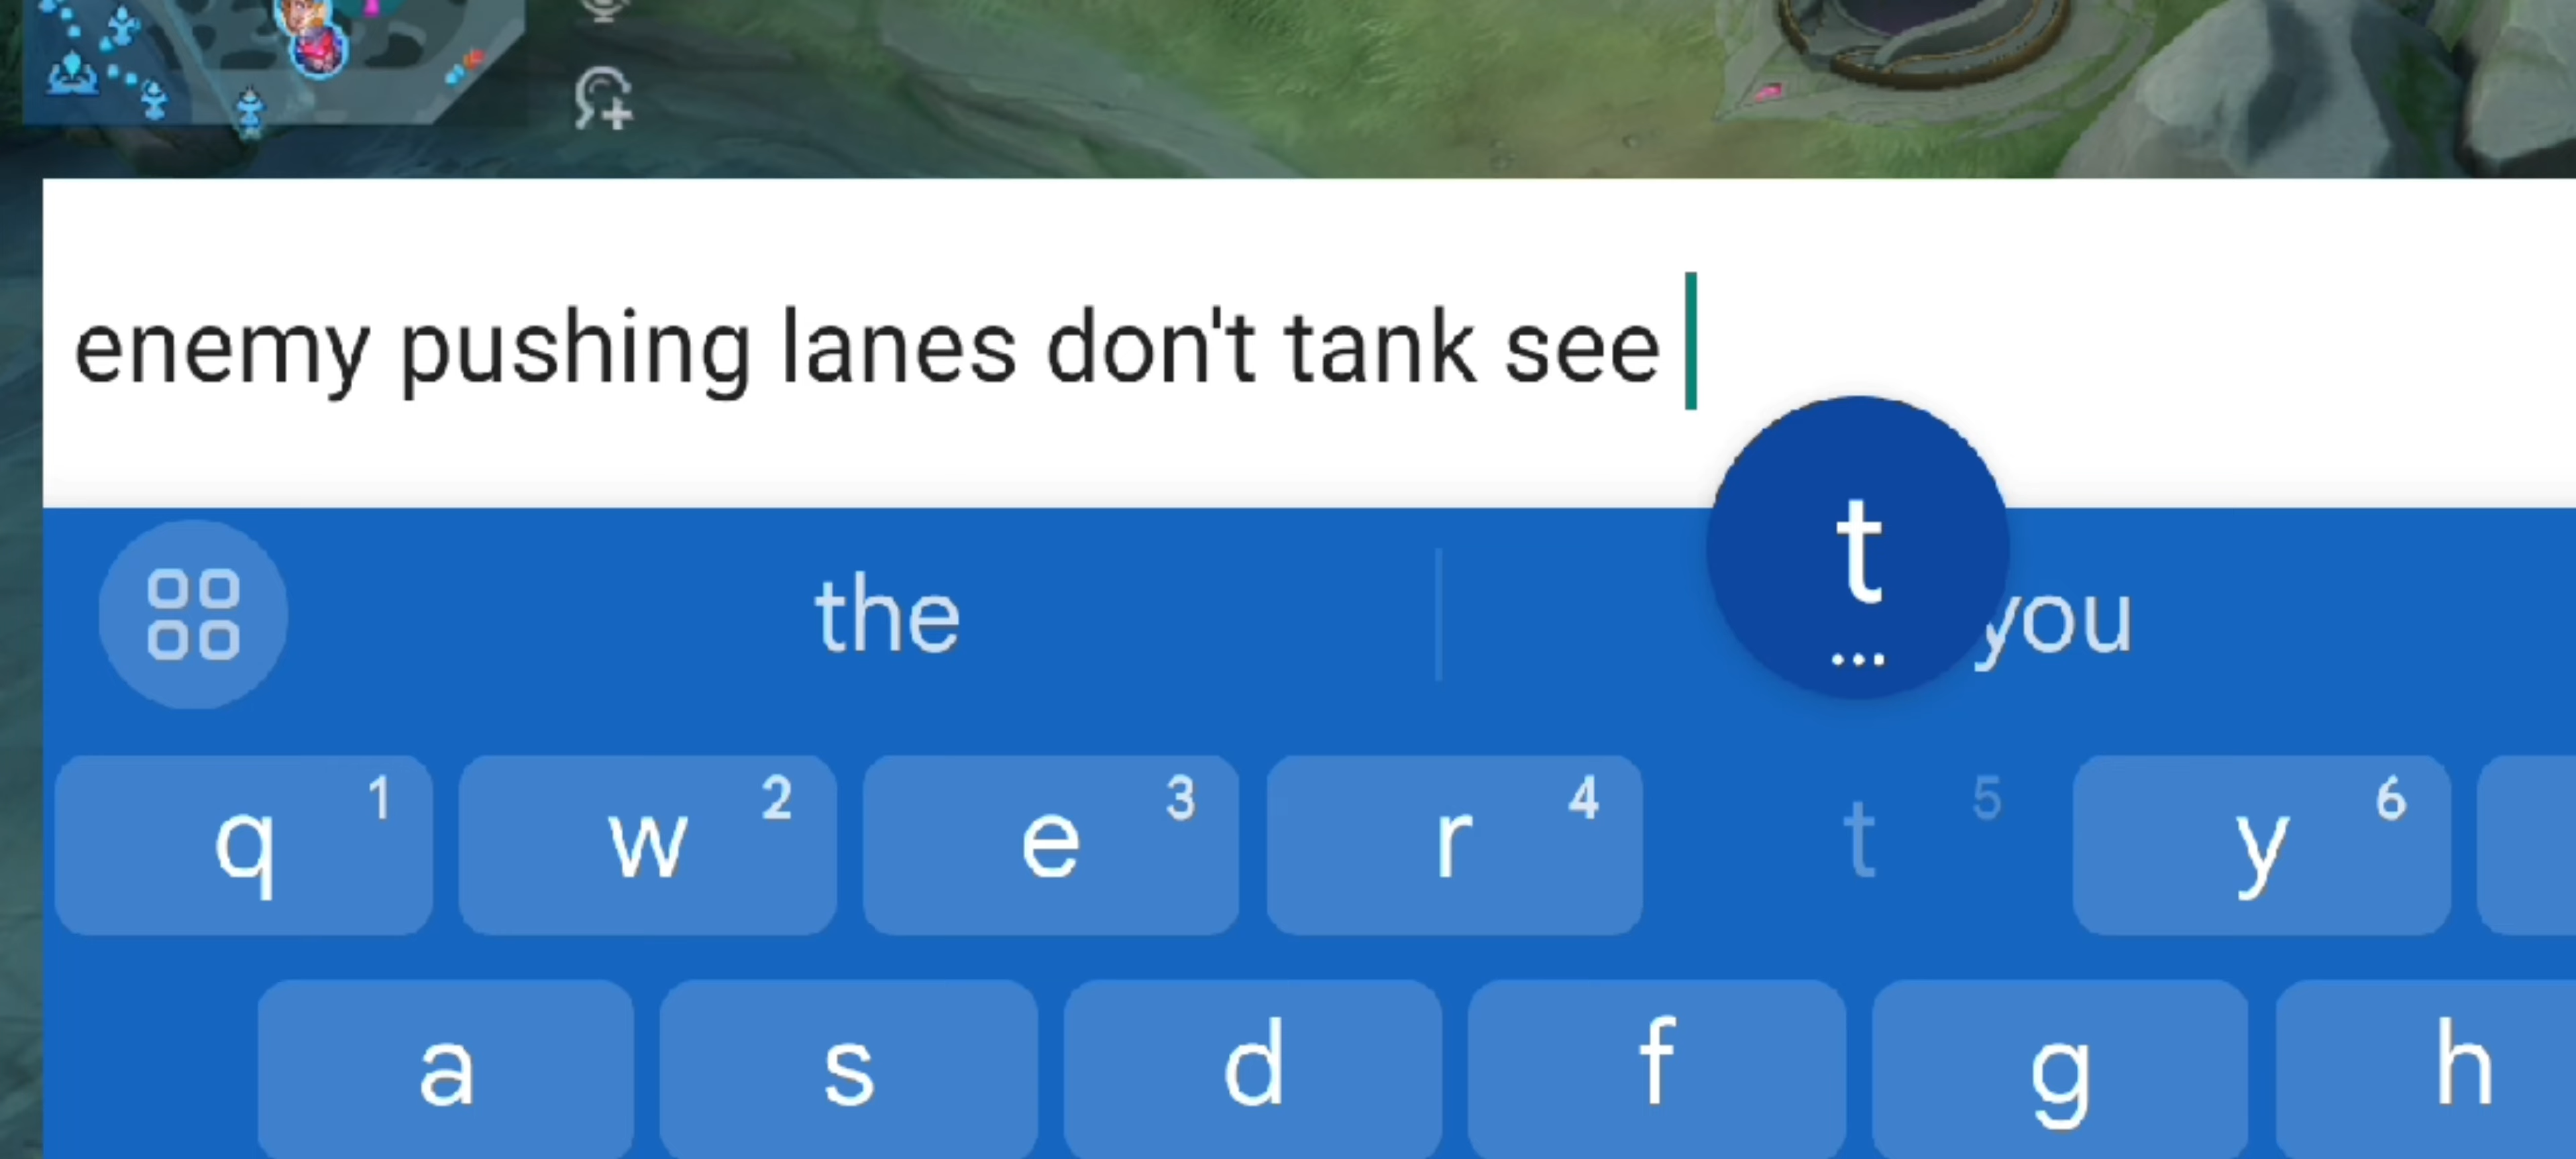 enemy pushing lanes don't tank see
t
...
the you
q 1 w 2 e 3 r 4 t 5 y 6
a s d f g h